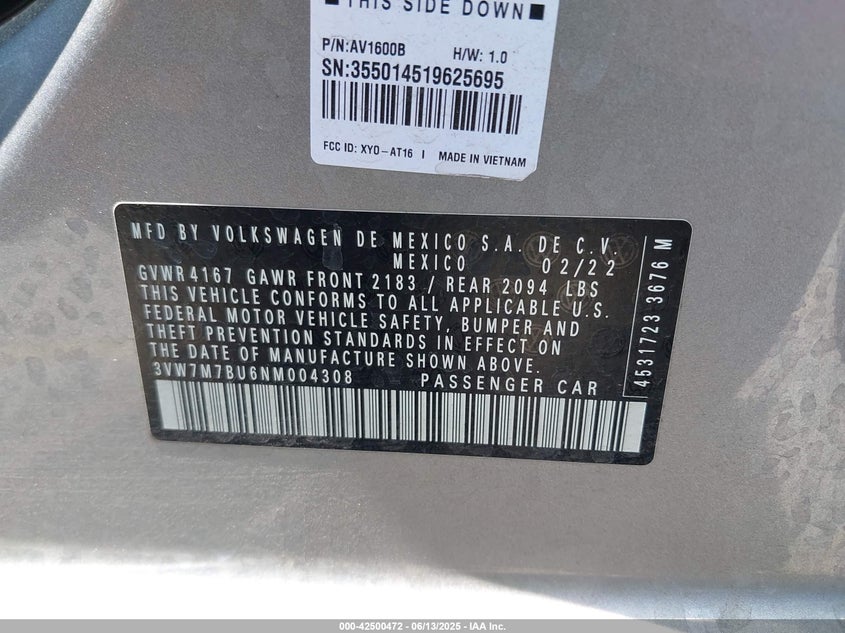 ■ THIS SIDE DOWN ■
P/N:AV1600B H/W: 1.0
SN:355014519625695
FCC ID: XYO-AT16 | MADE IN VIETNAM
MFD BY VOLKSWAGEN DE MEXICO S.A. DE C.V.
MEXICO 02/22
GVWR4167 GAWR FRONT 2183 / REAR 2094 LBS
THIS VEHICLE CONFORMS TO ALL APPLICABLE U.S.
FEDERAL MOTOR VEHICLE SAFETY, BUMPER AND
THEFT PREVENTION STANDARDS IN EFFECT ON
THE DATE OF MANUFACTURE SHOWN ABOVE.
3VW7M7BU6NM004308 PASSENGER CAR
4531723 3676 M
000-42500472 - 06/13/2025 - IAA Inc.